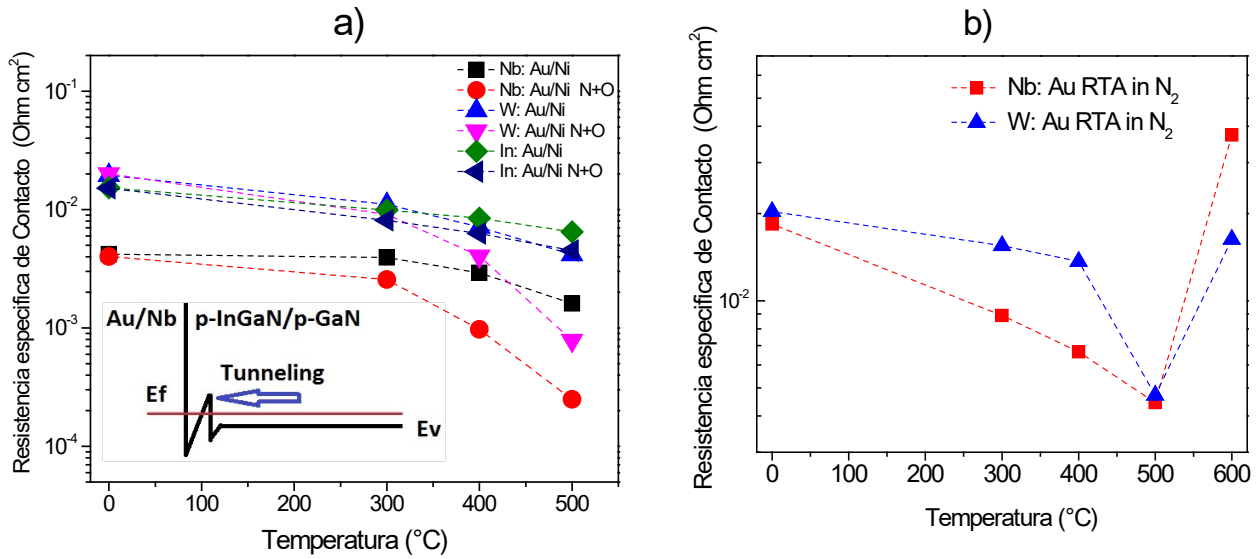 a)
Resistencia especifica de Contacto (Ohm cm²)
10⁻¹
10⁻²
10⁻³
10⁻⁴
Nb: Au/Ni
Nb: Au/Ni N+O
W: Au/Ni
W: Au/Ni N+O
In: Au/Ni
In: Au/Ni N+O
Au/Nb p-InGaN/p-GaN
Tunneling
Ef
Ev
0 100 200 300 400 500
Temperatura (°C)
b)
Resistencia especifica de Contacto (Ohm cm²)
10⁻²
Nb: Au RTA in N₂
W: Au RTA in N₂
0 100 200 300 400 500 600
Temperatura (°C)